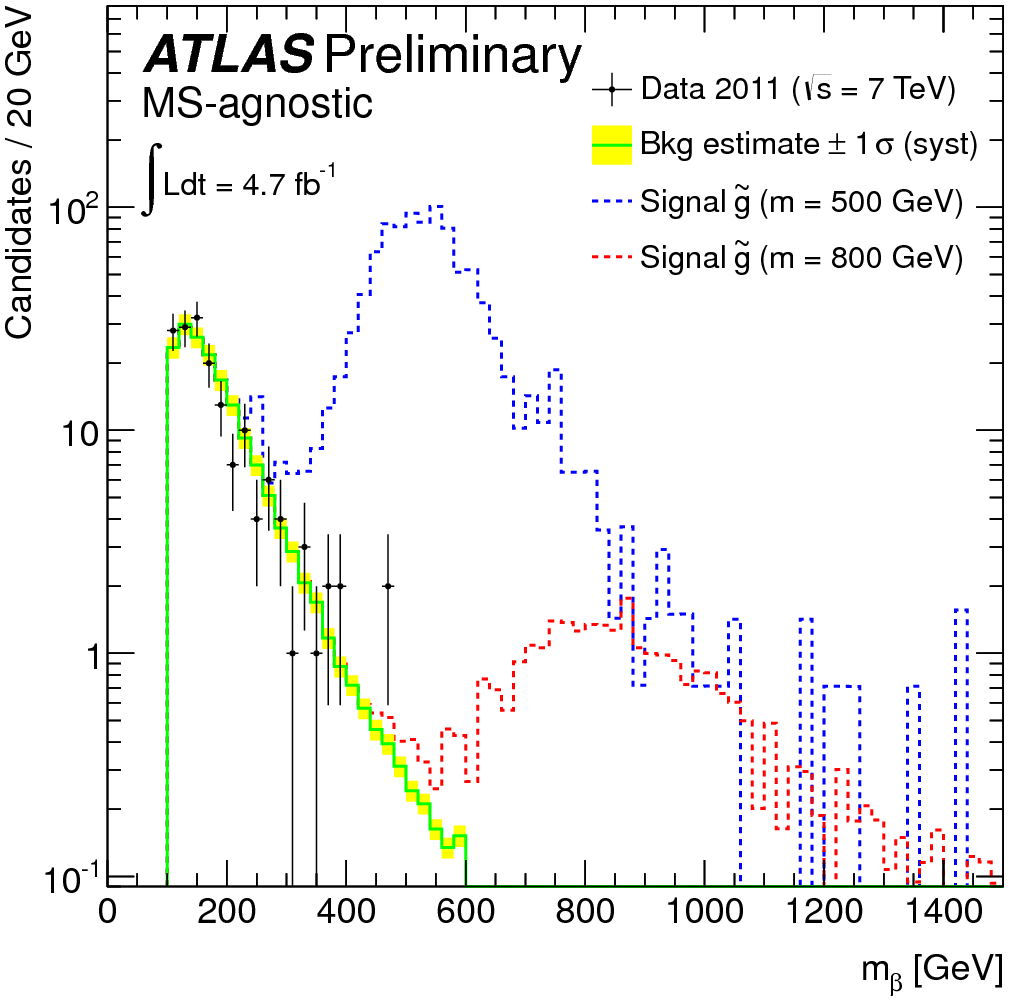 Candidates / 20 GeV
ATLAS Preliminary
MS-agnostic
∫Ldt = 4.7 fb⁻¹
Data 2011 (√s = 7 TeV)
Bkg estimate ± 1 σ (syst)
Signal g̃ (m = 500 GeV)
Signal g̃ (m = 800 GeV)
10²
10
1
10⁻¹
0 200 400 600 800 1000 1200 1400
m_β [GeV]